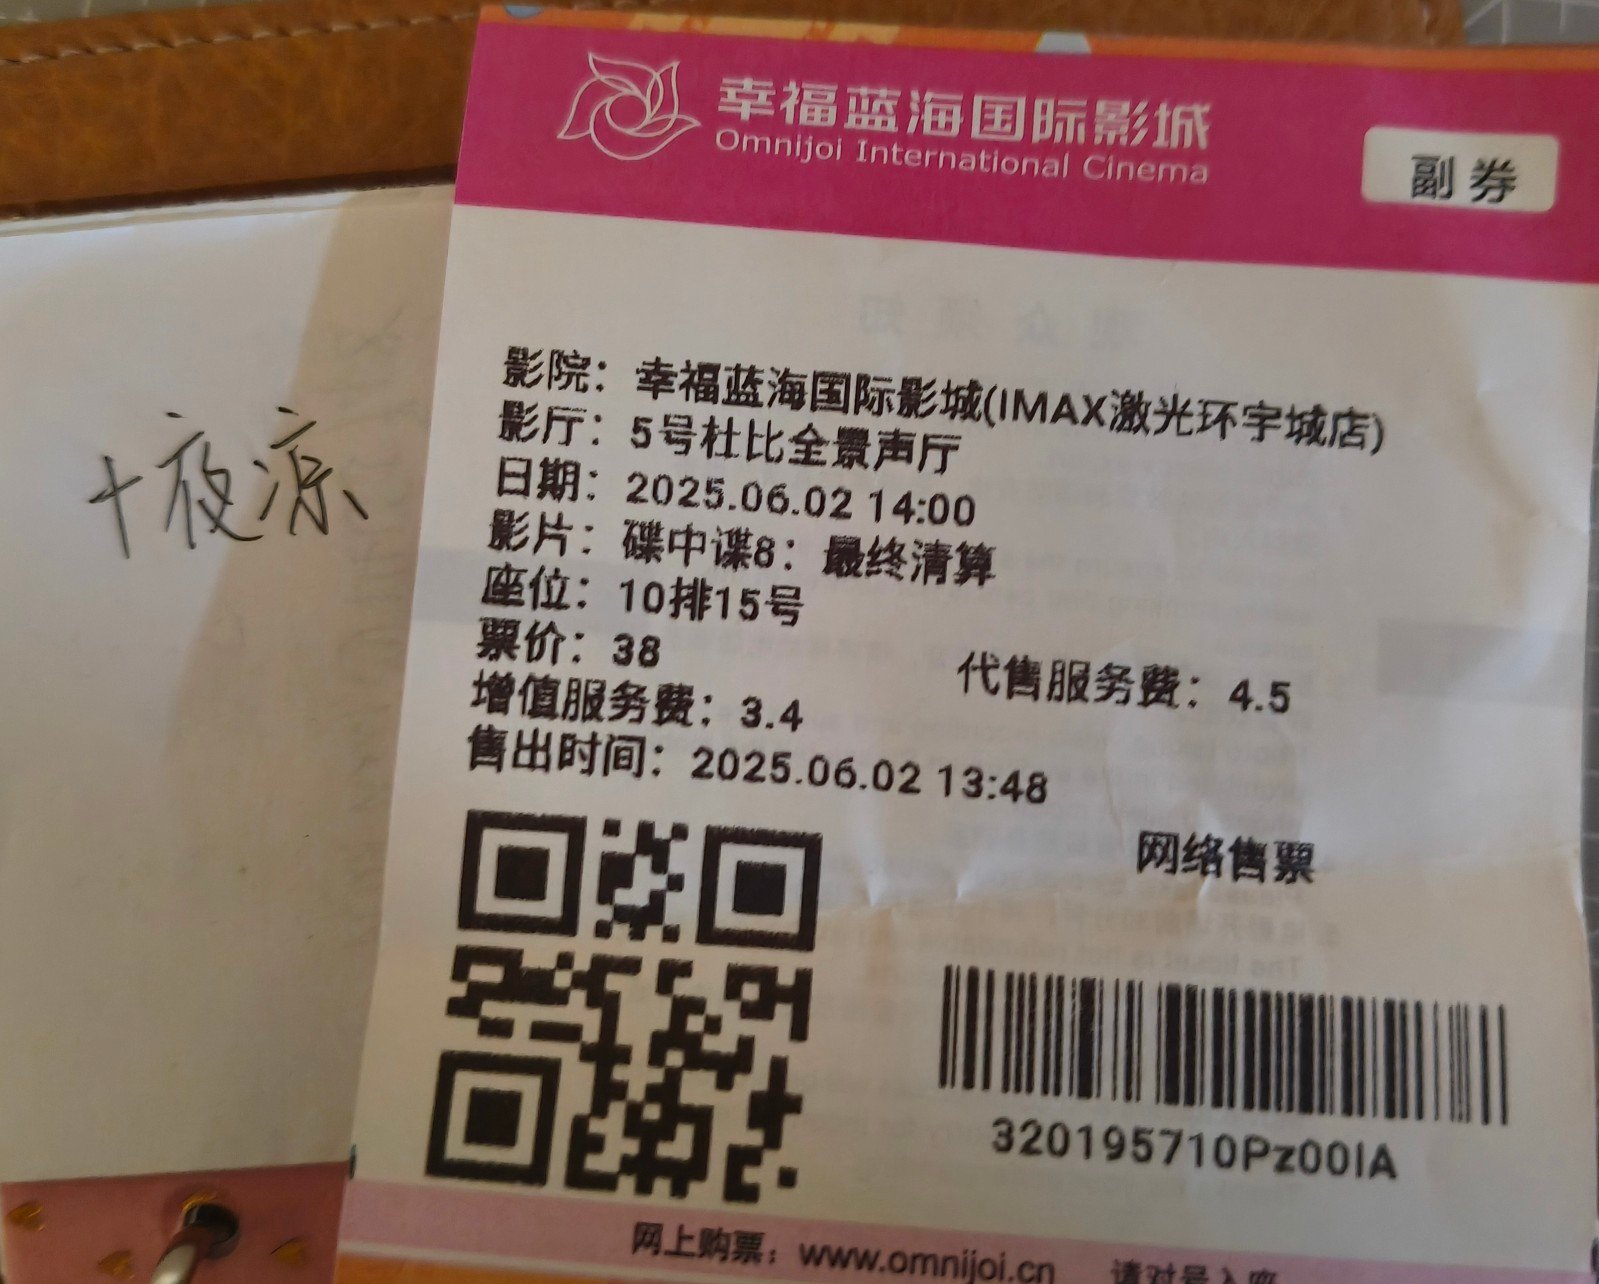 幸福蓝海国际影城
Omnijoi International Cinema
副券
十夜凉
影院：幸福蓝海国际影城(IMAX激光环宇城店)
影厅：5号杜比全景声厅
日期：2025.06.02 14:00
影片：碟中谍8：最终清算
座位：10排15号
票价：38 代售服务费：4.5
增值服务费：3.4
售出时间：2025.06.02 13:48
网络售票
320195710Pz00IA
网上购票：www.omnijoi.cn 请对号入座